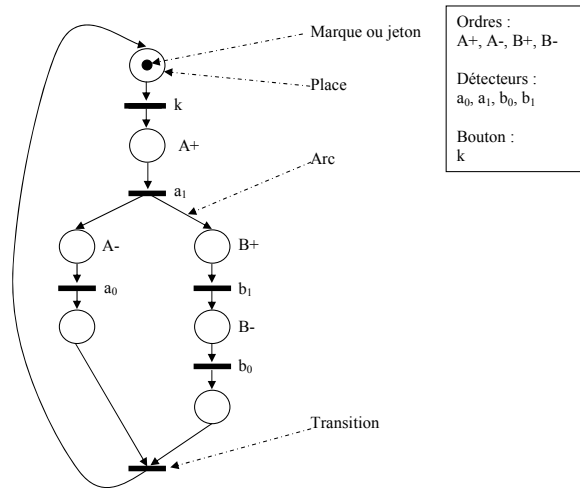 Marque ou jeton
Place
k
A+
Arc
a₁
A-
B+
a₀
b₁
B-
b₀
Transition
Ordres :
A+, A-, B+, B-
Détecteurs :
a₀, a₁, b₀, b₁
Bouton :
k